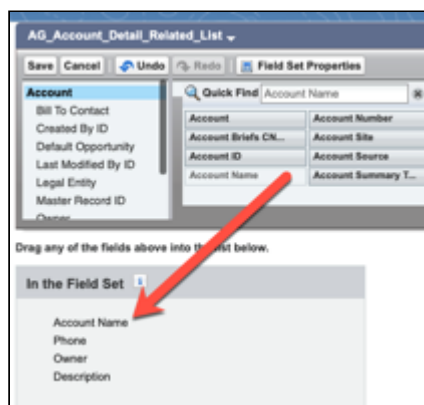 AG_Account_Detail_Related_List
Save Cancel Undo Redo Field Set Properties
Account
Bill To Contact
Created By ID
Default Opportunity
Last Modified By ID
Legal Entity
Master Record ID
Owner
Quick Find Account Name
Account Account Number
Account Briefs CN... Account Site
Account ID Account Source
Account Name Account Summary T...
Drag any of the fields above into the list below.
In the Field Set
Account Name
Phone
Owner
Description